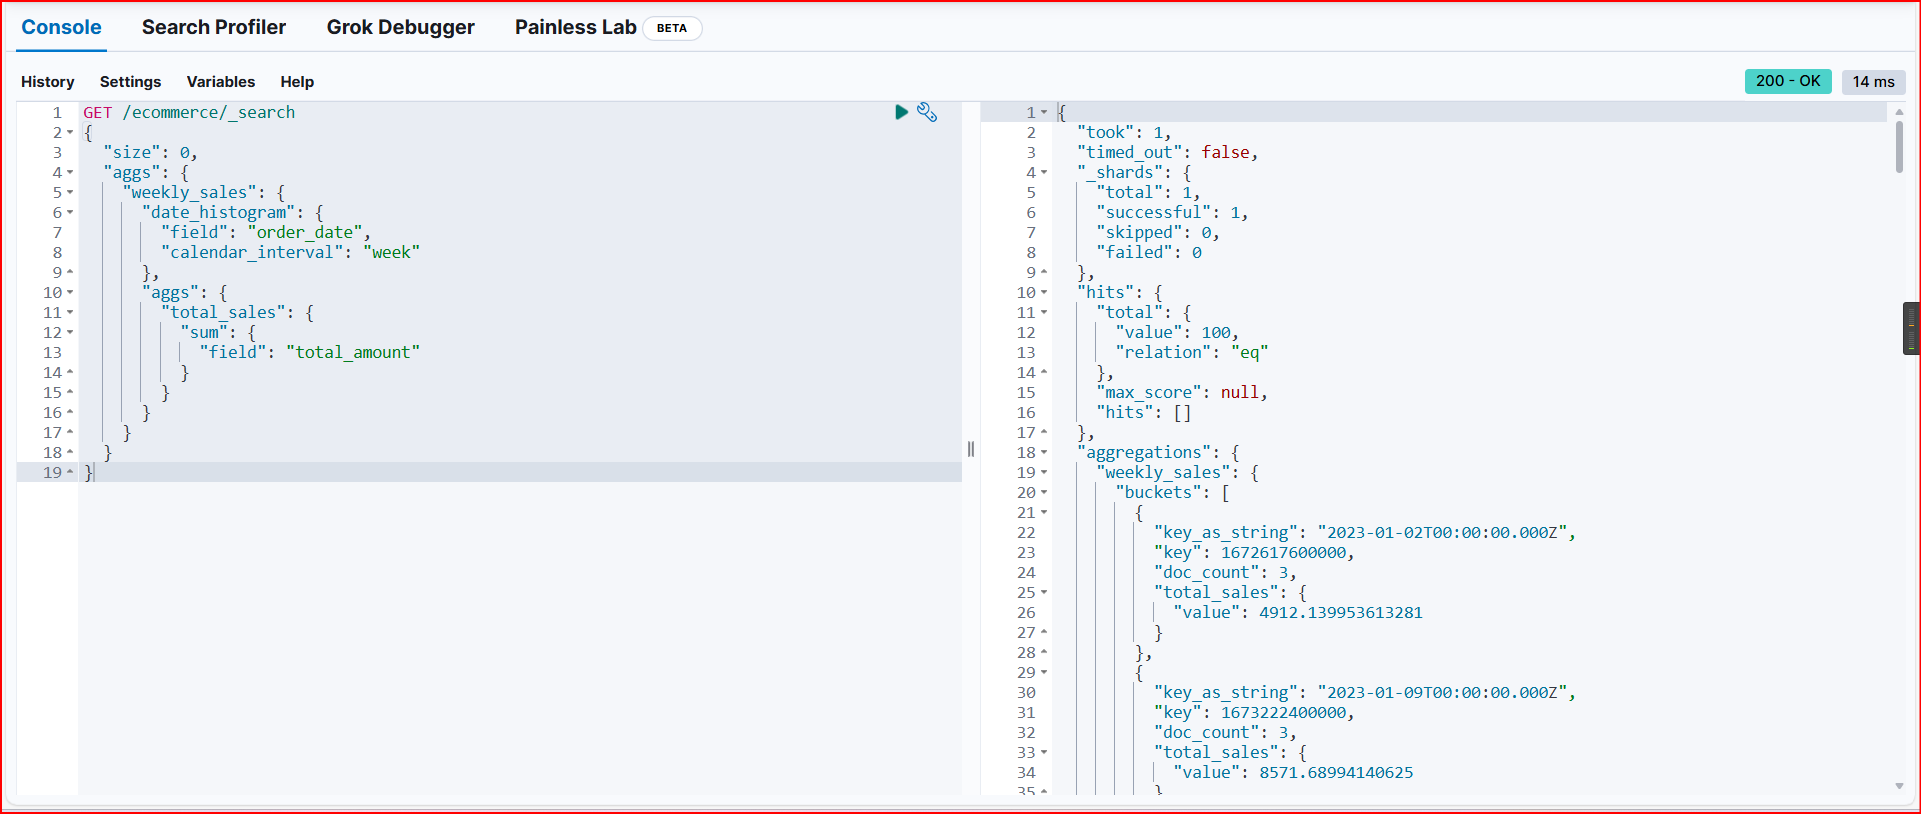 Console Search Profiler Grok Debugger Painless Lab BETA
History Settings Variables Help 200 - OK 14 ms
1 GET /ecommerce/_search
2 {
3 "size": 0,
4 "aggs": {
5 "weekly_sales": {
6 "date_histogram": {
7 "field": "order_date",
8 "calendar_interval": "week"
9 },
10 "aggs": {
11 "total_sales": {
12 "sum": {
13 "field": "total_amount"
14 }
15 }
16 }
17 }
18 }
19 }
1 {
2 "took": 1,
3 "timed_out": false,
4 "_shards": {
5 "total": 1,
6 "successful": 1,
7 "skipped": 0,
8 "failed": 0
9 },
10 "hits": {
11 "total": {
12 "value": 100,
13 "relation": "eq"
14 },
15 "max_score": null,
16 "hits": []
17 },
18 "aggregations": {
19 "weekly_sales": {
20 "buckets": [
21 {
22 "key_as_string": "2023-01-02T00:00:00.000Z",
23 "key": 1672617600000,
24 "doc_count": 3,
25 "total_sales": {
26 "value": 4912.139953613281
27 }
28 },
29 {
30 "key_as_string": "2023-01-09T00:00:00.000Z",
31 "key": 1673222400000,
32 "doc_count": 3,
33 "total_sales": {
34 "value": 8571.68994140625
35 }